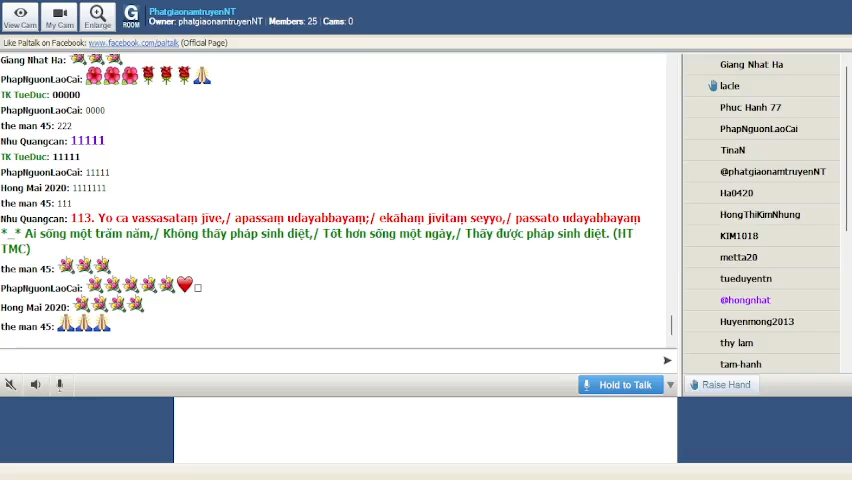 View Cam
My Cam
Enlarge
G
ROOM
PhatgiaonamtruyenNT
Owner: phatgiaonamtruyenNT | Members: 25 | Cams: 0
Like Paltalk on Facebook: www.facebook.com/paltalk (Official Page)
Giang Nhat Ha:
PhapNguonLaoCai:
TK TueDuc: 00000
PhapNguonLaoCai: 0000
the man 45: 222
Nhu Quangcan: 11111
TK TueDuc: 11111
PhapNguonLaoCai: 11111
Hong Mai 2020: 1111111
the man 45: 111
Nhu Quangcan: 113. Yo ca vassasataṃ jīve,/ apassaṃ udayabbayaṃ;/ ekāhaṃ jīvitaṃ seyyo,/ passato udayabbayaṃ
*_* Ai sống một trăm năm,/ Không thấy pháp sinh diệt,/ Tốt hơn sống một ngày,/ Thấy được pháp sinh diệt. (HT
TMC)
the man 45:
PhapNguonLaoCai:
Hong Mai 2020:
the man 45:
Hold to Talk
Giang Nhat Ha
lacle
Phuc Hanh 77
PhapNguonLaoCai
TinaN
@phatgiaonamtruyenNT
Ha0420
HongThiKimNhung
KIM1018
metta20
tueduyentn
@hongnhat
Huyenmong2013
thy lam
tam-hanh
Raise Hand